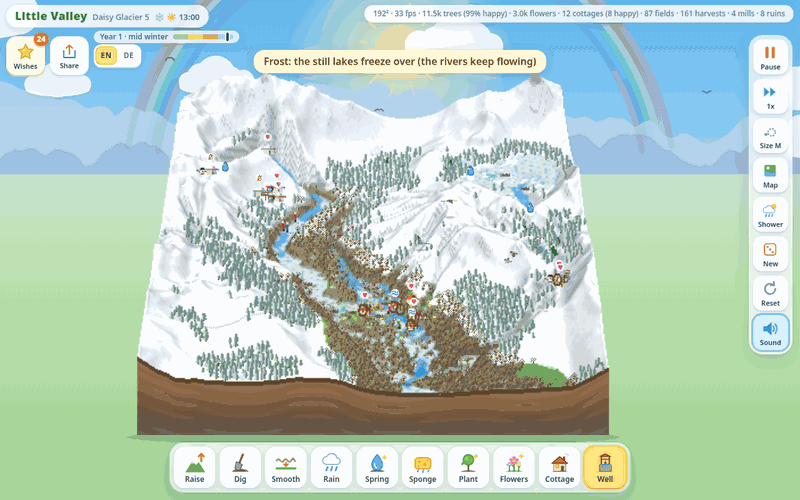 Little Valley Daisy Glacier 5 13:00
192² · 33 fps · 11.5k trees (99% happy) · 3.0k flowers · 12 cottages (8 happy) · 87 fields · 161 harvests · 4 mills · 8 ruins
24
Wishes
Share
Year 1 · mid winter
EN DE
Frost: the still lakes freeze over (the rivers keep flowing)
Pause
1x
Size M
Map
Shower
New
Reset
Sound
Raise Dig Smooth Rain Spring Sponge Plant Flowers Cottage Well